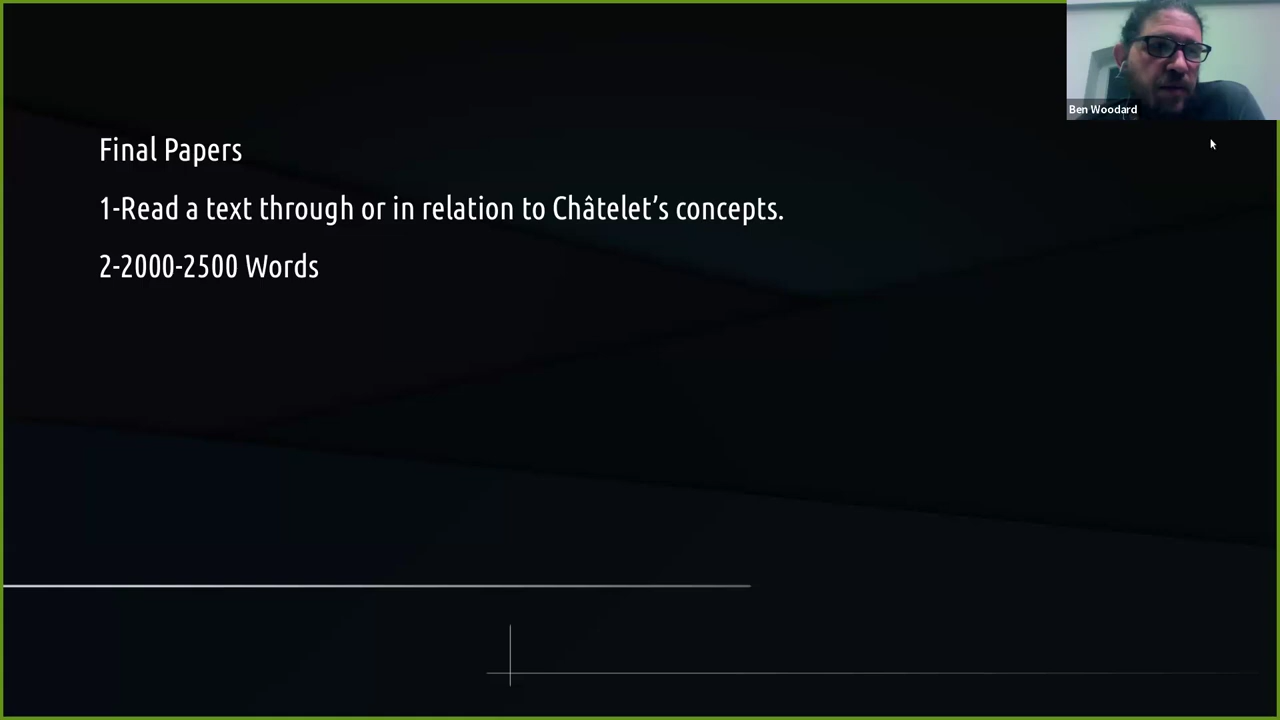 Ben Woodard
Final Papers
1-Read a text through or in relation to Châtelet’s concepts.
2-2000-2500 Words